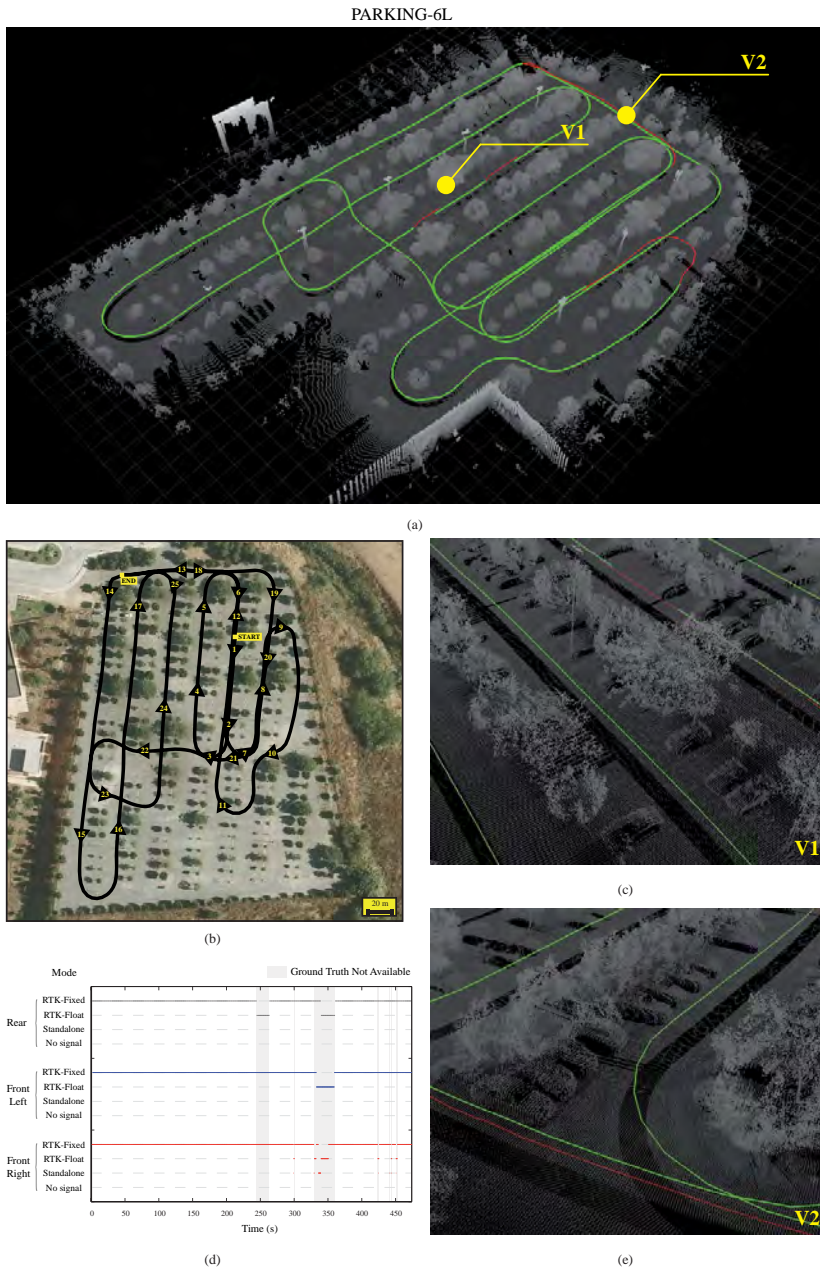 PARKING-6L
V2
V1
(a)
13
18
END
14
25
17
5
6
19
12
START
9
1
20
4
8
24
2
22
3
21
7
10
23
11
15
16
20 m
(b)
V1
(c)
Mode
Ground Truth Not Available
Rear
RTK-Fixed
RTK-Float
Standalone
No signal
Front
Left
RTK-Fixed
RTK-Float
Standalone
No signal
Front
Right
RTK-Fixed
RTK-Float
Standalone
No signal
0 50 100 150 200 250 300 350 400 450
Time (s)
(d)
V2
(e)